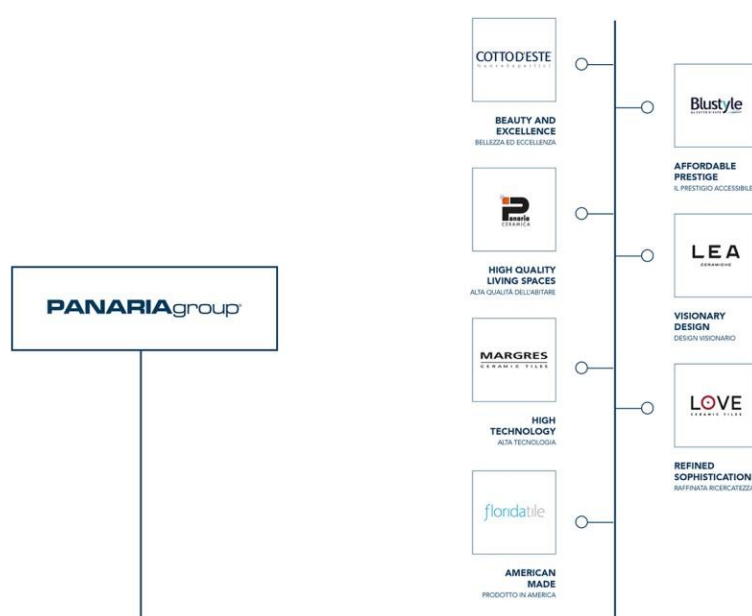 PANARIAgroup®
COTTO D'ESTE
BEAUTY AND
EXCELLENCE
BELLEZZA ED ECCELLENZA
Blustyle
AFFORDABLE
PRESTIGE
IL PRESTIGIO ACCESSIBILE
Panaria
CERAMICA
HIGH QUALITY
LIVING SPACES
ALTA QUALITÀ DELL'ABITARE
LEA
CERAMICHE
VISIONARY
DESIGN
DESIGN VISIONARIO
MARGRES
CERAMIC TILES
HIGH
TECHNOLOGY
ALTA TECNOLOGIA
LOVE
CERAMIC TILES
REFINED
SOPHISTICATION
RAFFINATA RICERCATEZZA
floridatile
AMERICAN
MADE
PRODOTTO IN AMERICA